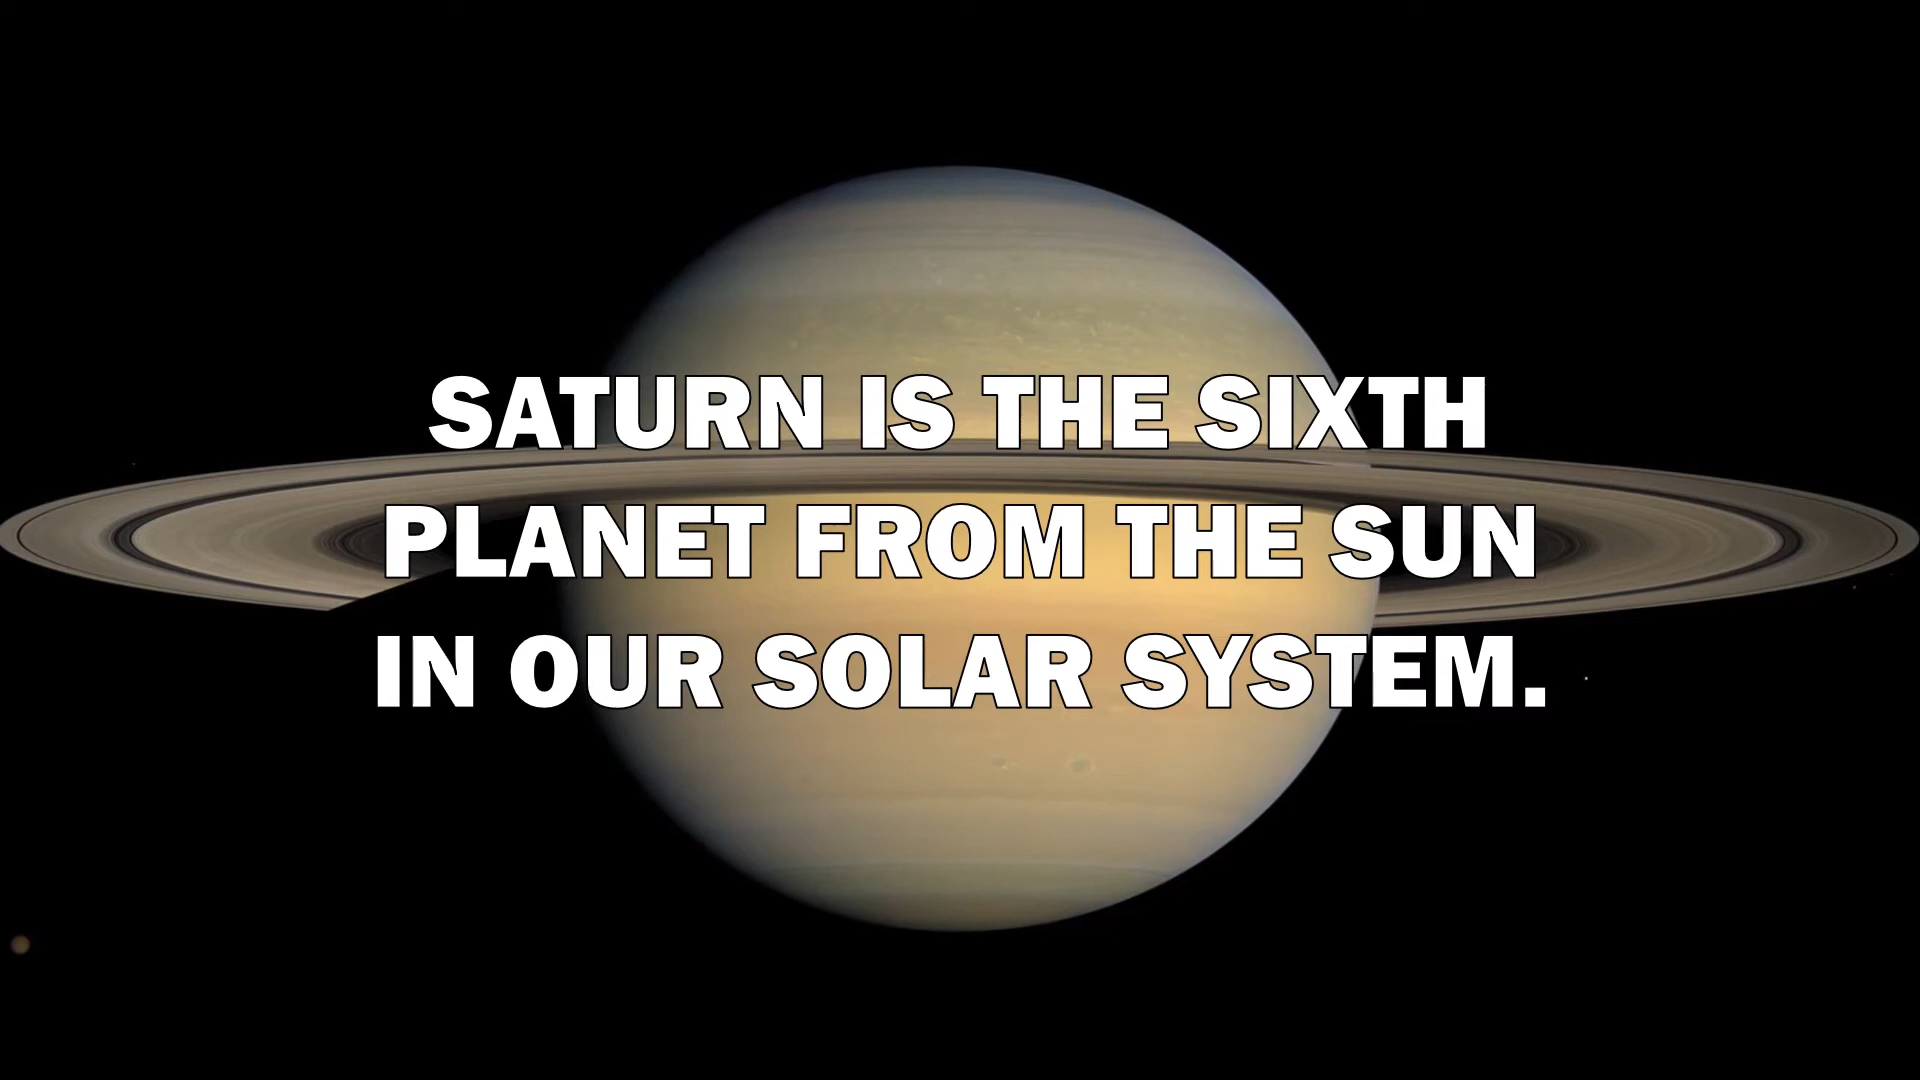 SATURN IS THE SIXTH
PLANET FROM THE SUN
IN OUR SOLAR SYSTEM.